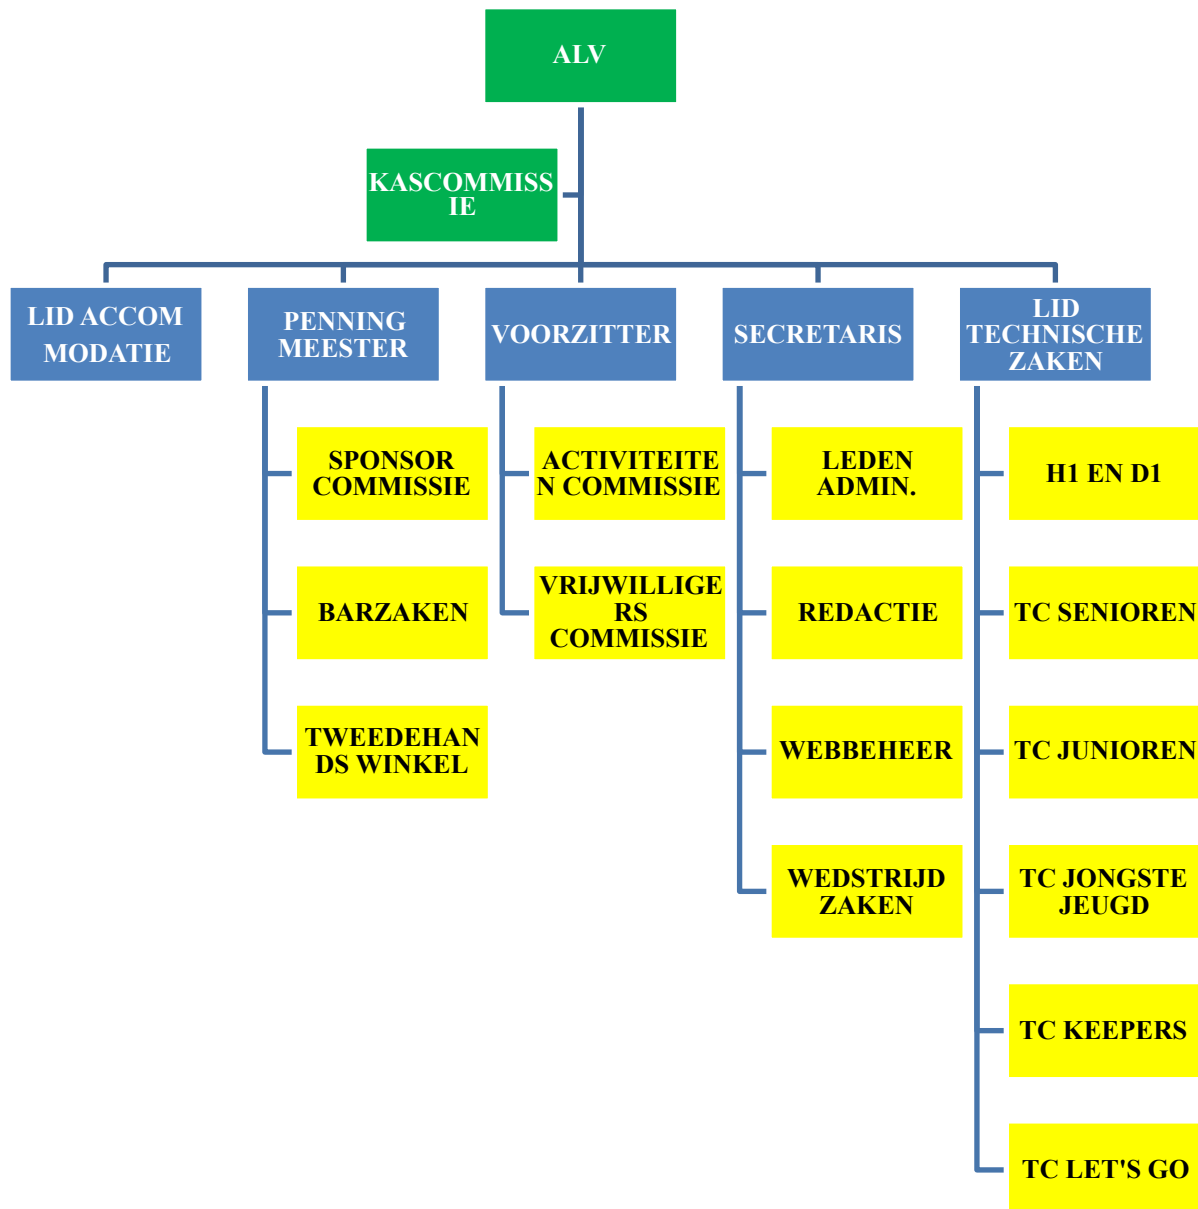 ALV
KASCOMMISS
IE
LID ACCOM
MODATIE
PENNING
MEESTER
VOORZITTER
SECRETARIS
LID
TECHNISCHE
ZAKEN
SPONSOR
COMMISSIE
BARZAKEN
TWEEDEHAN
DS WINKEL
ACTIVITEITE
N COMMISSIE
VRIJWILLIGE
RS
COMMISSIE
LEDEN
ADMIN.
REDACTIE
WEBBEHEER
WEDSTRIJD
ZAKEN
H1 EN D1
TC SENIOREN
TC JUNIOREN
TC JONGSTE
JEUGD
TC KEEPERS
TC LET'S GO